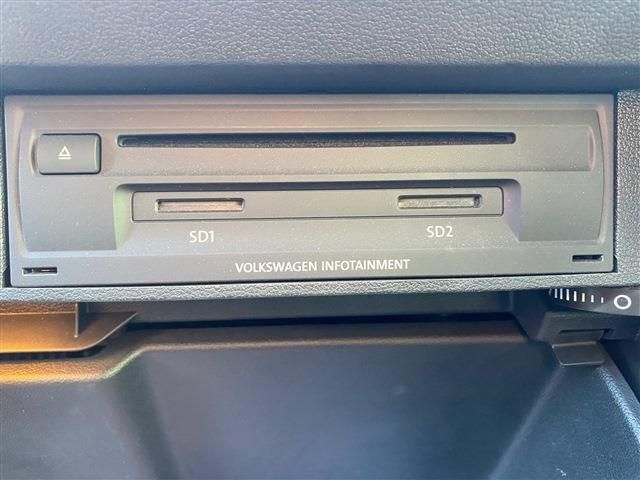 SD1 SD2
VOLKSWAGEN INFOTAINMENT